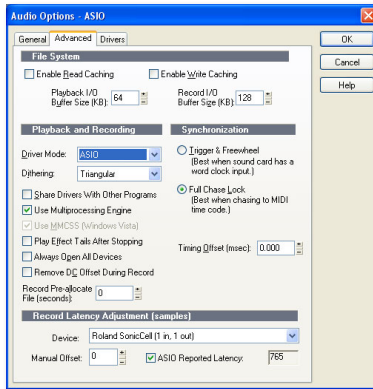 Audio Options - ASIO
General Advanced Drivers
OK
Cancel
Help
File System
Enable Read Caching Enable Write Caching
Playback I/O Buffer Size (KB): 64
Record I/O Buffer Size (KB): 128
Playback and Recording
Driver Mode: ASIO
Dithering: Triangular
Share Drivers With Other Programs
Use Multiprocessing Engine
Use MMCSS (Windows Vista)
Play Effect Tails After Stopping
Always Open All Devices
Remove DC Offset During Record
Record Pre-allocate File (seconds): 0
Synchronization
Trigger & Freewheel
(Best when sound card has a
word clock input.)
Full Chase Lock
(Best when chasing to MIDI
time code.)
Timing Offset (msec): 0.000
Record Latency Adjustment (samples)
Device: Roland SonicCell (1 in, 1 out)
Manual Offset: 0 ASIO Reported Latency: 765